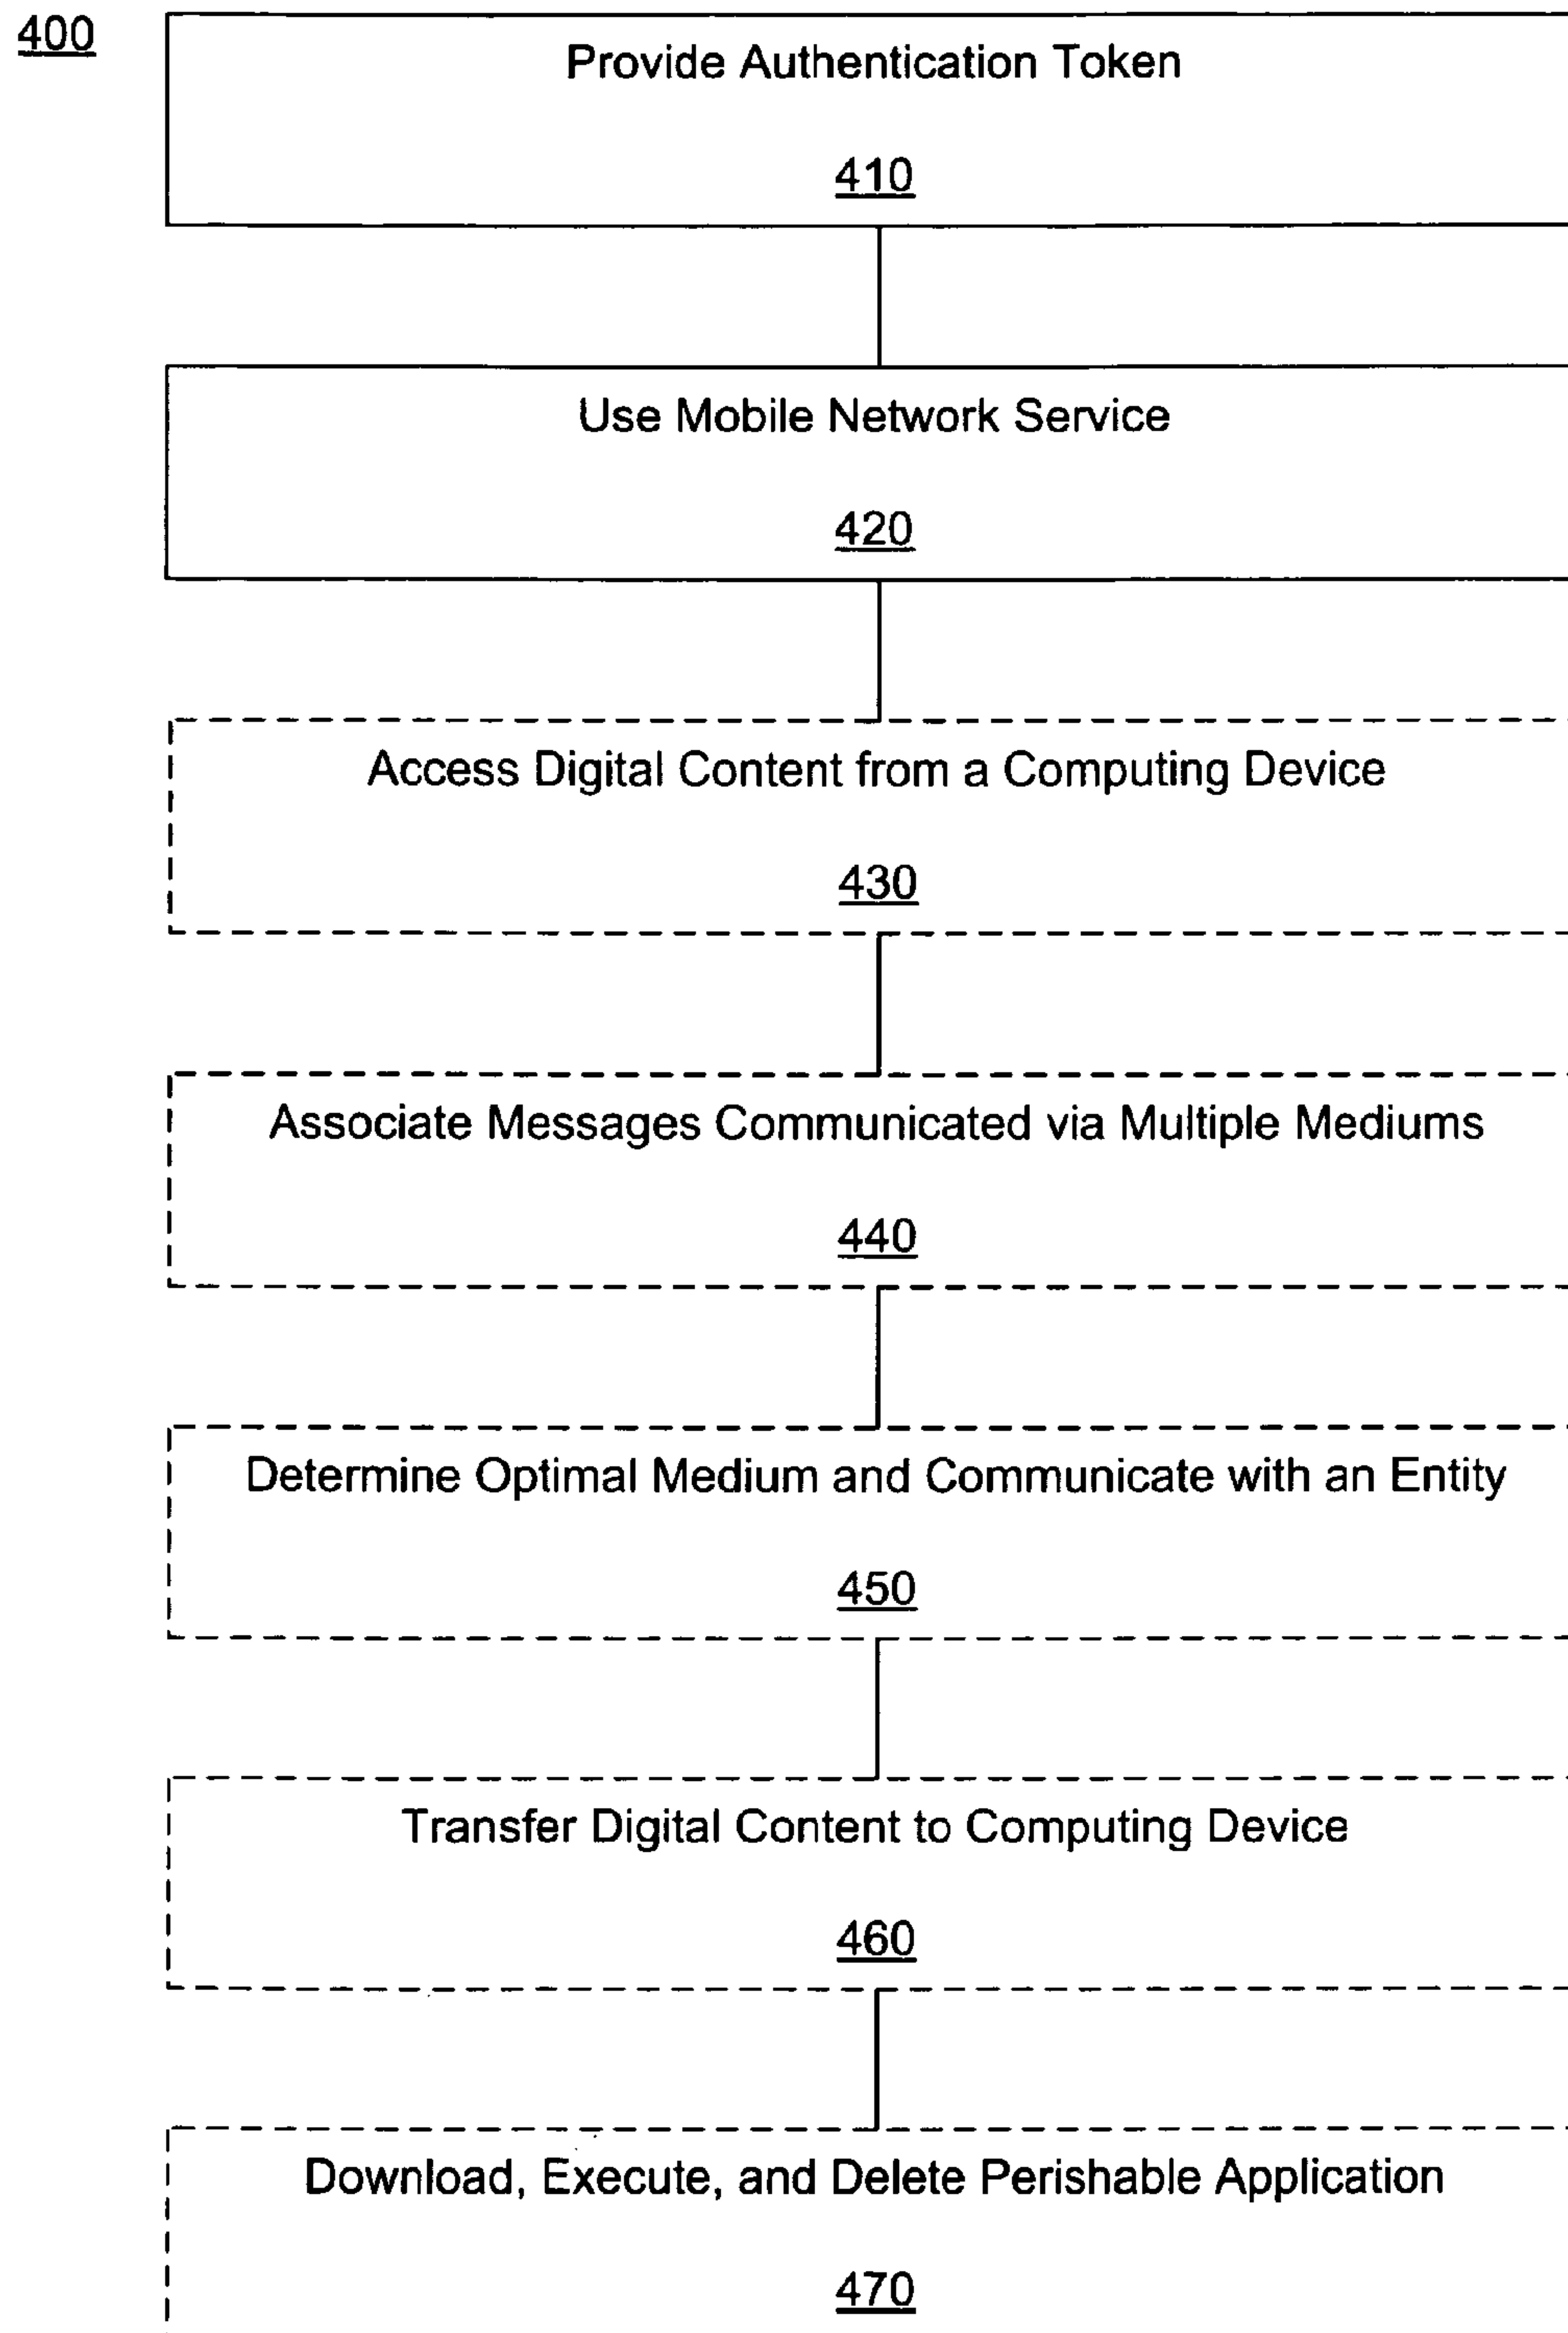 400
Provide Authentication Token
410
Use Mobile Network Service
420
Access Digital Content from a Computing Device
430
Associate Messages Communicated via Multiple Mediums
440
Determine Optimal Medium and Communicate with an Entity
450
Transfer Digital Content to Computing Device
460
Download, Execute, and Delete Perishable Application
470